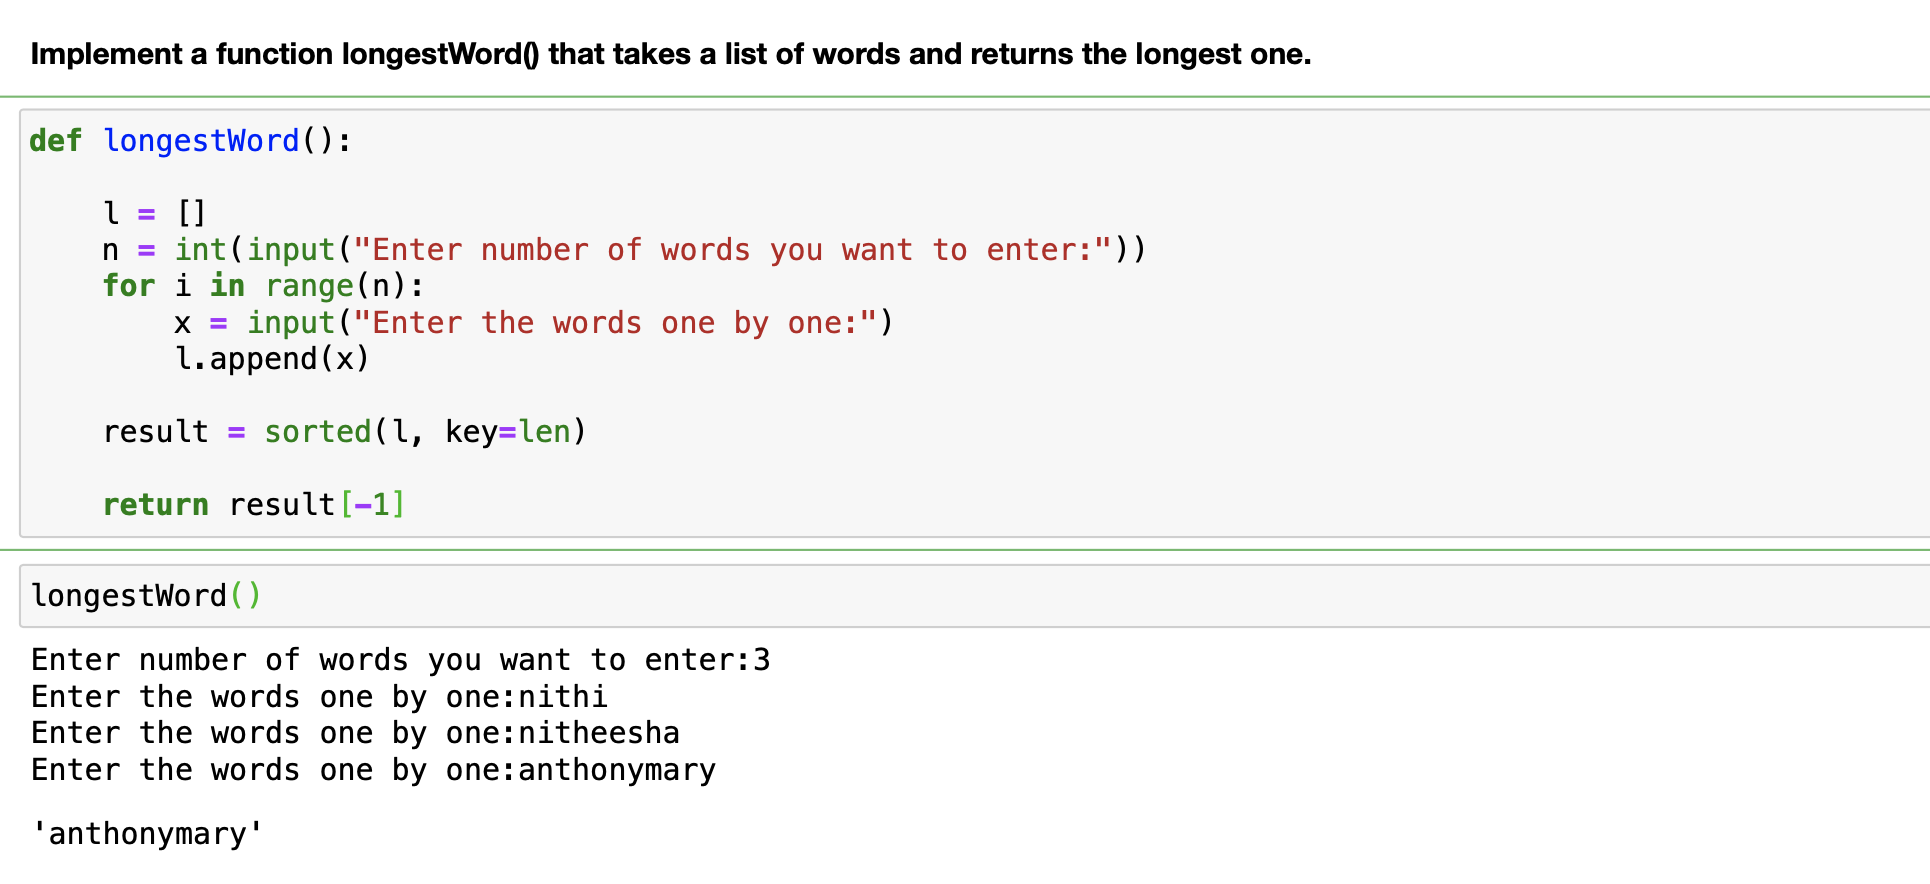 Implement a function longestWord() that takes a list of words and returns the longest one.
def longestWord():
    l = []
    n = int(input("Enter number of words you want to enter:"))
    for i in range(n):
        x = input("Enter the words one by one:")
        l.append(x)
    result = sorted(l, key=len)
    return result[-1]
longestWord()
Enter number of words you want to enter:3
Enter the words one by one:nithi
Enter the words one by one:nitheesha
Enter the words one by one:anthonymary
'anthonymary'